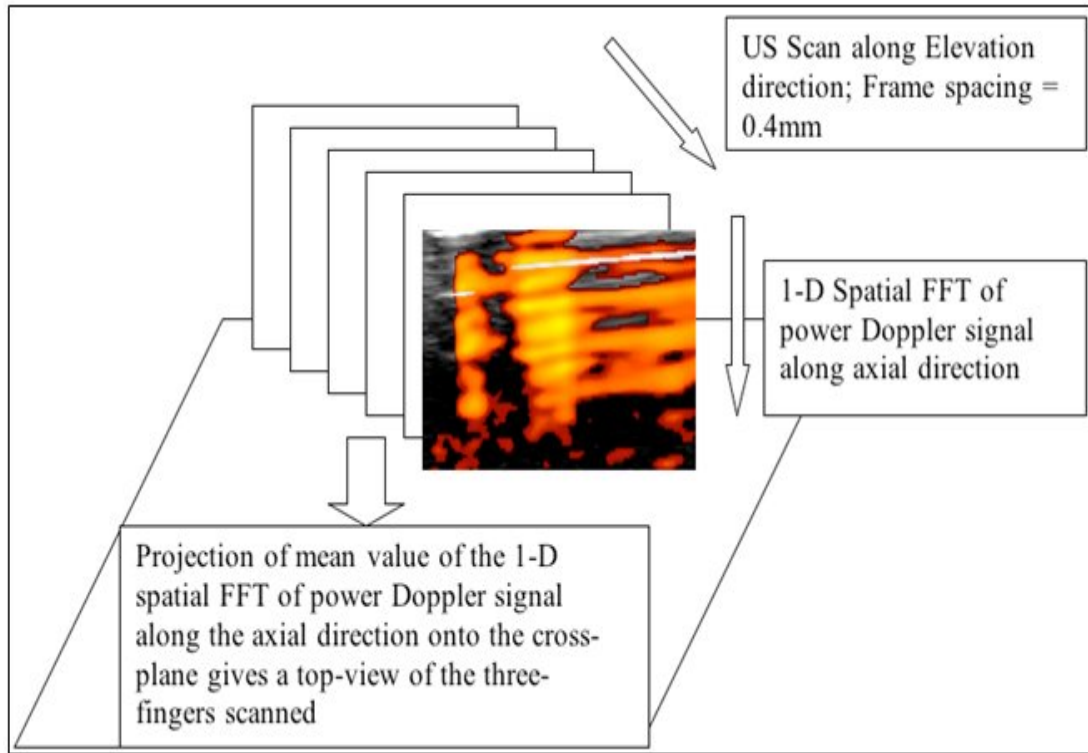 US Scan along Elevation
direction; Frame spacing =
0.4mm
1-D Spatial FFT of
power Doppler signal
along axial direction
Projection of mean value of the 1-D
spatial FFT of power Doppler signal
along the axial direction onto the cross-
plane gives a top-view of the three-
fingers scanned